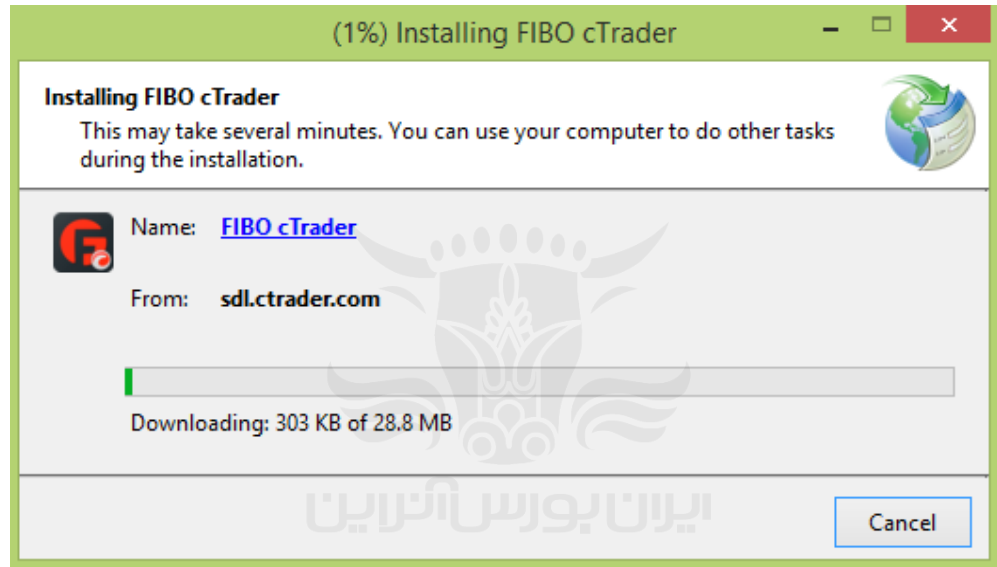 (1%) Installing FIBO cTrader
Installing FIBO cTrader
This may take several minutes. You can use your computer to do other tasks
during the installation.
Name: FIBO cTrader
From: sdl.ctrader.com
Downloading: 303 KB of 28.8 MB
ایران بورس آنلاین
Cancel